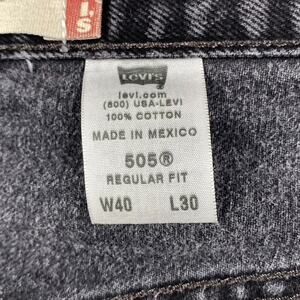 I.S.
Levi's
levi.com
(800) USA-LEVI
100% COTTON
MADE IN MEXICO
505®
REGULAR FIT
W40 L30